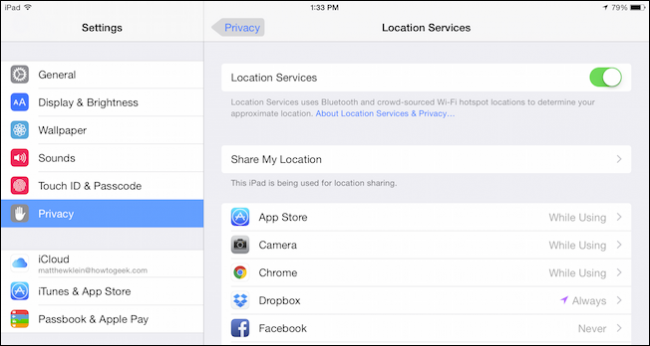 iPad 1:33 PM 79%
Settings
General
AA Display & Brightness
Wallpaper
Sounds
Touch ID & Passcode
Privacy
iCloud
matthewklein@howtogeek.com
iTunes & App Store
Passbook & Apple Pay
Privacy Location Services
Location Services
Location Services uses Bluetooth and crowd-sourced Wi-Fi hotspot locations to determine your
approximate location. About Location Services & Privacy...
Share My Location
This iPad is being used for location sharing.
App Store While Using
Camera While Using
Chrome While Using
Dropbox Always
Facebook Never